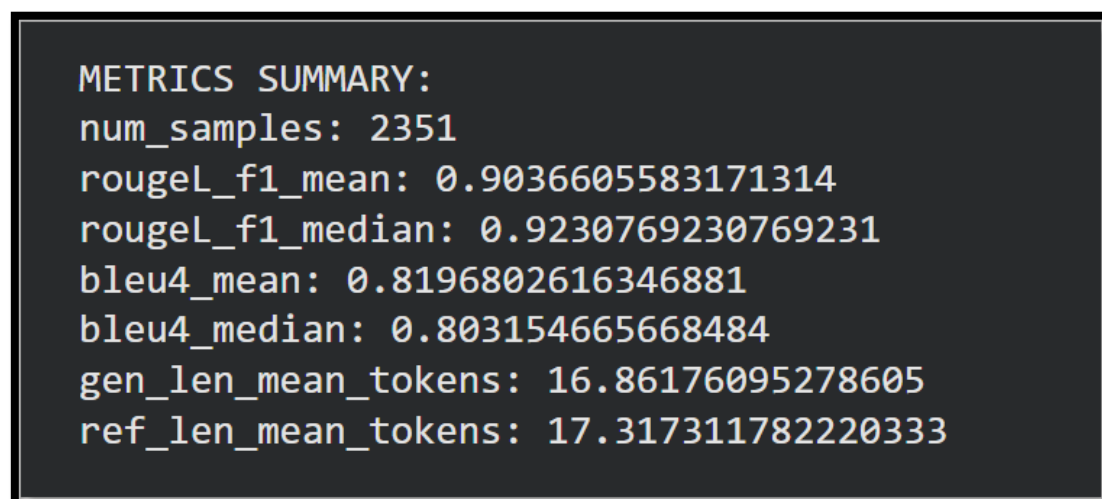 METRICS SUMMARY:
num_samples: 2351
rougeL_f1_mean: 0.9036605583171314
rougeL_f1_median: 0.9230769230769231
bleu4_mean: 0.8196802616346881
bleu4_median: 0.803154665668484
gen_len_mean_tokens: 16.86176095278605
ref_len_mean_tokens: 17.317311782220333